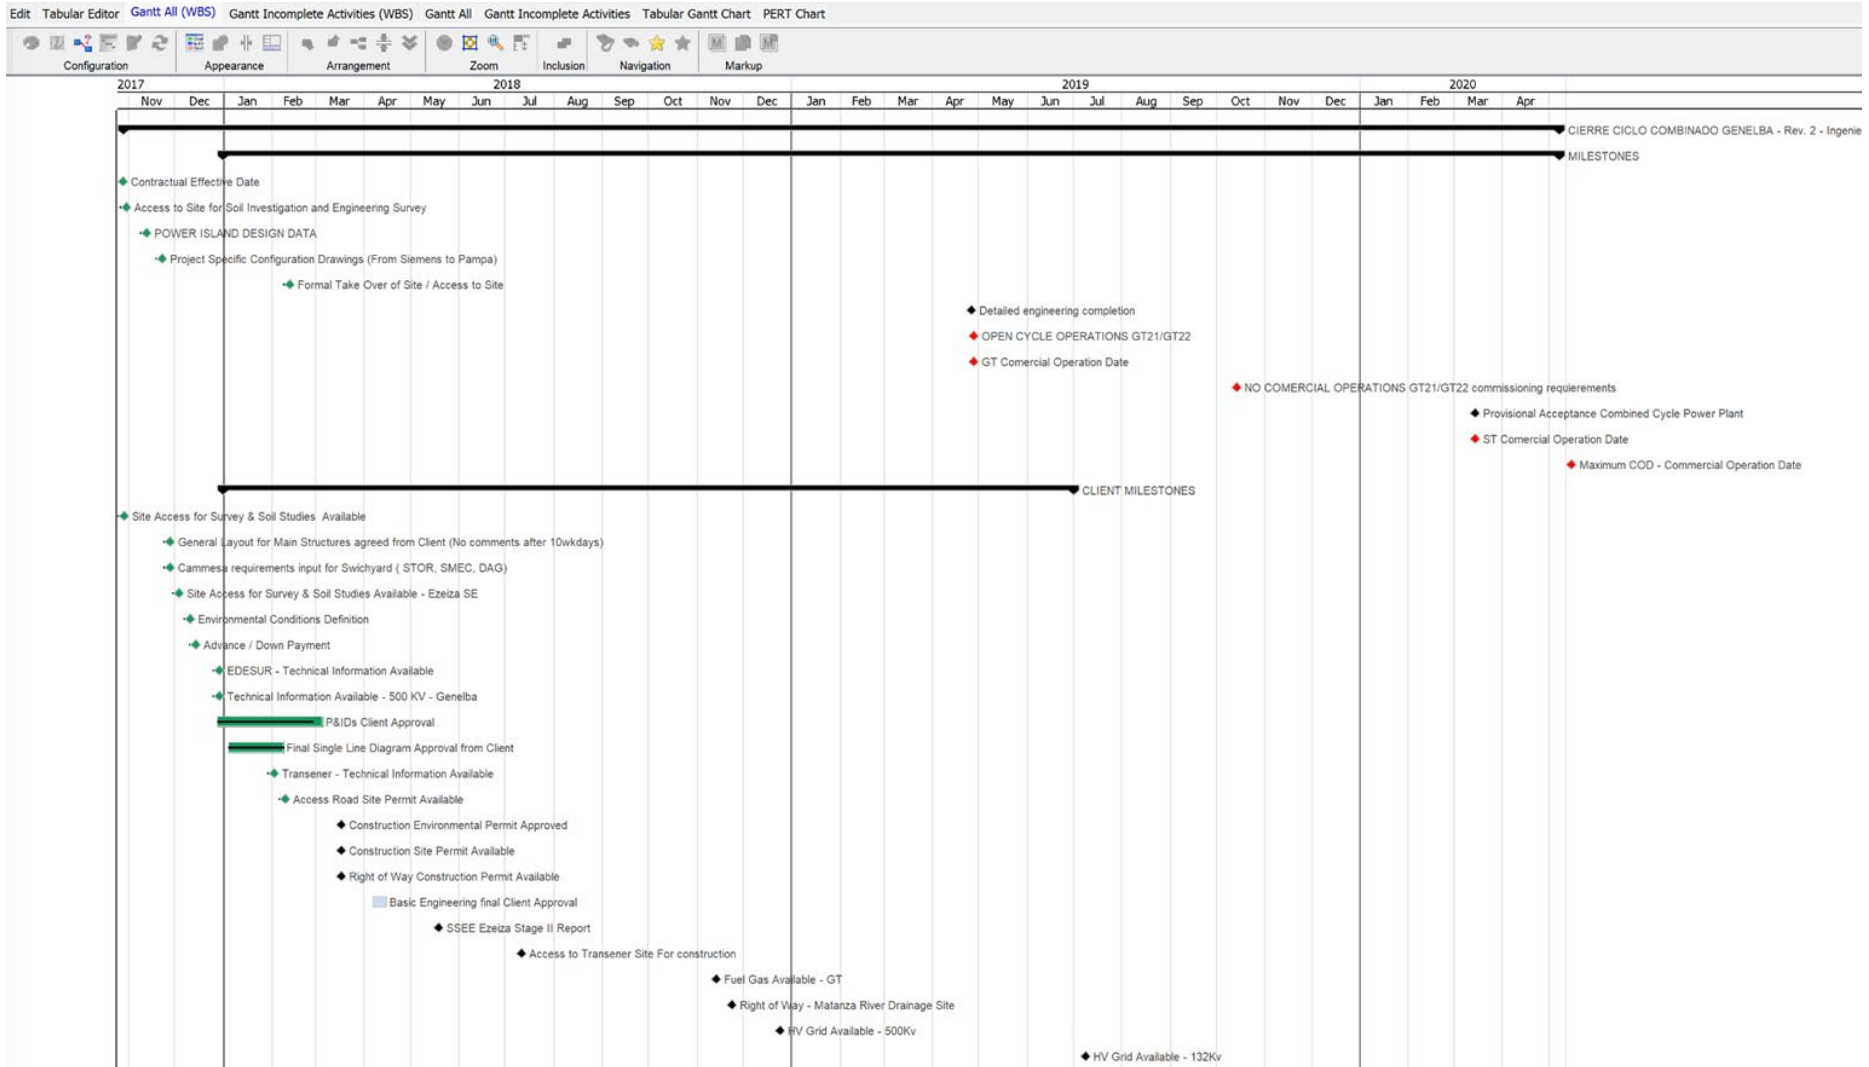 Edit Tabular Editor Gantt All (WBS) Gantt Incomplete Activities (WBS) Gantt All Gantt Incomplete Activities Tabular Gantt Chart PERT Chart
Configuration Appearance Arrangement Zoom Inclusion Navigation Markup
2017 2018 2019 2020
Nov Dec Jan Feb Mar Apr May Jun Jul Aug Sep Oct Nov Dec Jan Feb Mar Apr May Jun Jul Aug Sep Oct Nov Dec Jan Feb Mar Apr
CIERRE CICLO COMBINADO GENELBA - Rev. 2 - Ingenie
MILESTONES
Contractual Effective Date
Access to Site for Soil Investigation and Engineering Survey
POWER ISLAND DESIGN DATA
Project Specific Configuration Drawings (From Siemens to Pampa)
Formal Take Over of Site / Access to Site
Detailed engineering completion
OPEN CYCLE OPERATIONS GT21/GT22
GT Comercial Operation Date
NO COMERCIAL OPERATIONS GT21/GT22 commissioning requierements
Provisional Acceptance Combined Cycle Power Plant
ST Comercial Operation Date
Maximum COD - Commercial Operation Date
CLIENT MILESTONES
Site Access for Survey & Soil Studies Available
General Layout for Main Structures agreed from Client (No comments after 10wkdays)
Cammesa requirements input for Swichyard ( STOR, SMEC, DAG)
Site Access for Survey & Soil Studies Available - Ezeiza SE
Environmental Conditions Definition
Advance / Down Payment
EDESUR - Technical Information Available
Technical Information Available - 500 KV - Genelba
P&IDs Client Approval
Final Single Line Diagram Approval from Client
Transener - Technical Information Available
Access Road Site Permit Available
Construction Environmental Permit Approved
Construction Site Permit Available
Right of Way Construction Permit Available
Basic Engineering final Client Approval
SSEE Ezeiza Stage II Report
Access to Transener Site For construction
Fuel Gas Available - GT
Right of Way - Matanza River Drainage Site
HV Grid Available - 500Kv
HV Grid Available - 132Kv